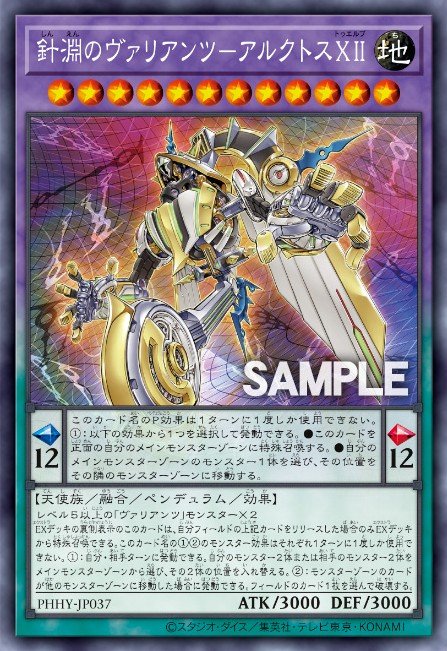 針淵のヴァリアンツーアルクトスⅫ
地
SAMPLE
このカード名のP効果は1ターンに1度しか使用できない。
①:以下の効果から1つを選択して発動できる。●このカードを
正面の自分のメインモンスターゾーンに特殊召喚する。●自分の
メインモンスターゾーンのモンスター1体を選び、その位置を
その隣のモンスターゾーンに移動する。
12
12
【天使族/融合/ペンデュラム/効果】
レベル5以上の「ヴァリアンツ」モンスター×2
EXデッキの裏側表示のこのカードは、自分フィールドの上記カードをリリースした場合のみEXデッキ
から特殊召喚できる。このカード名の①②のモンスター効果はそれぞれ1ターンに1度しか使用で
きない。①:自分・相手ターンに発動できる。自分のモンスター2体または相手のモンスター2体を
メインモンスターゾーンから選び、その2体の位置を入れ替える。②:モンスターゾーンのこのカード
が他のモンスターゾーンに移動した場合に発動できる。フィールドのカード1枚を選んで破壊する。
PHHY-JP037
ATK/3000 DEF/3000
©スタジオ・ダイス/集英社・テレビ東京・KONAMI